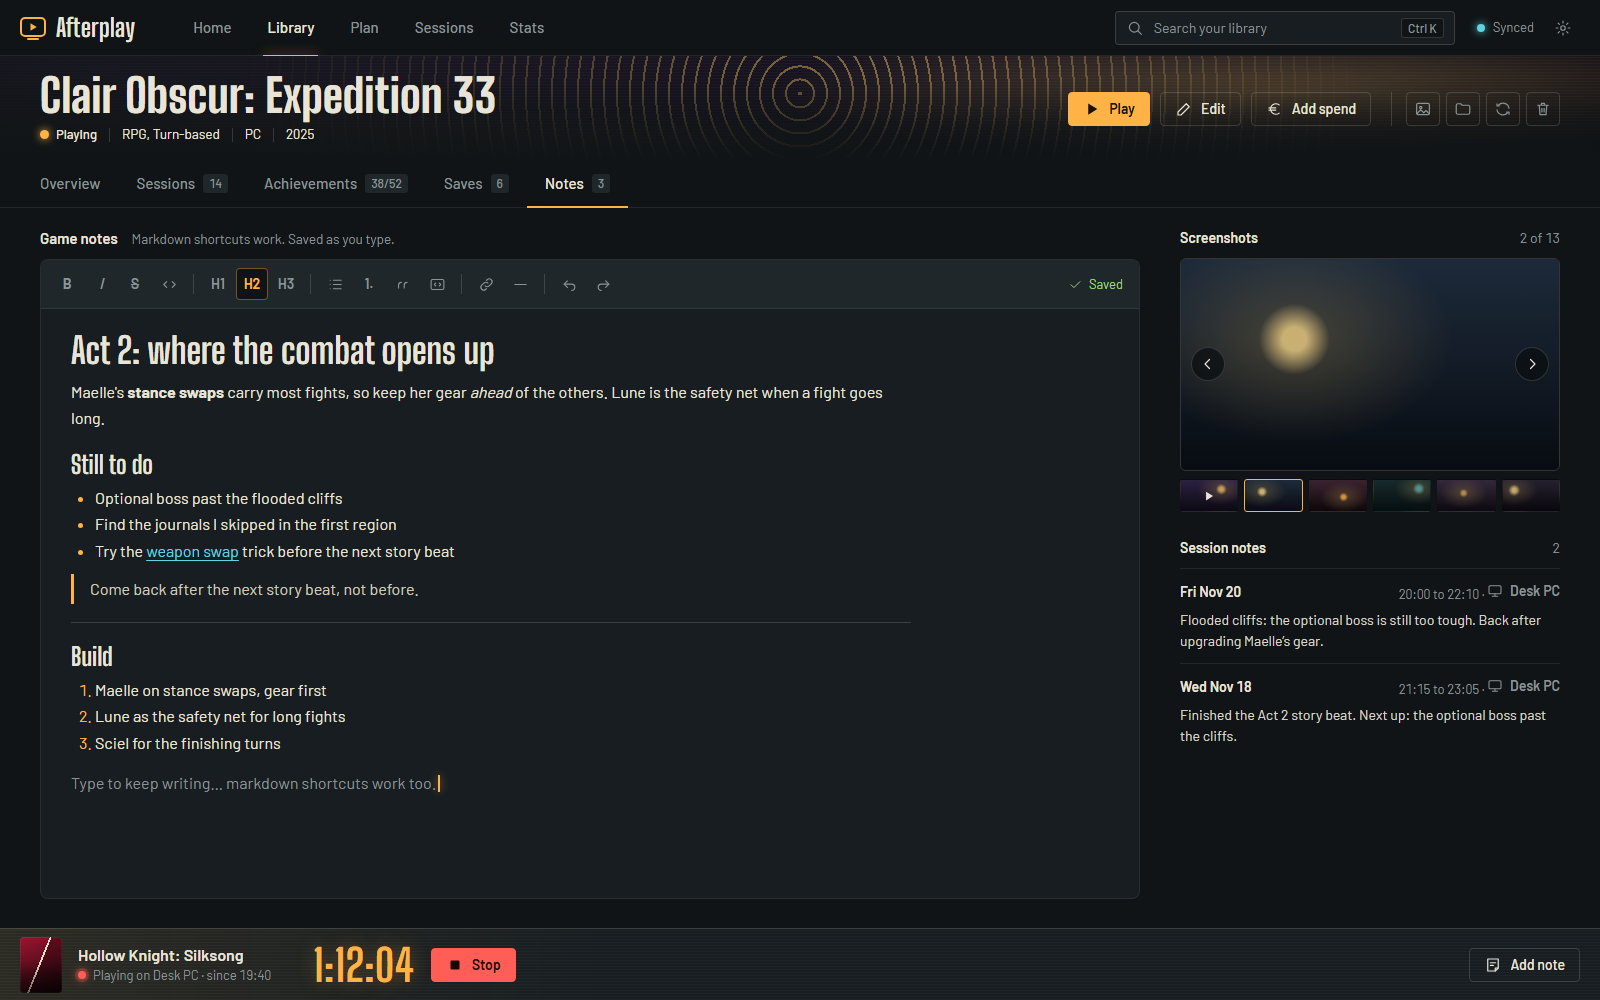 Afterplay
Home
Library
Plan
Sessions
Stats
Search your library
Ctrl K
Synced
Clair Obscur: Expedition 33
Playing
RPG, Turn-based
PC
2025
Play
Edit
Add spend
Overview
Sessions 14
Achievements 38/52
Saves 6
Notes 3
Game notes
Markdown shortcuts work. Saved as you type.
B
I
S
H1
H2
H3
1.
Saved
Act 2: where the combat opens up
Maelle's stance swaps carry most fights, so keep her gear ahead of the others. Lune is the safety net when a fight goes
long.
Still to do
Optional boss past the flooded cliffs
Find the journals I skipped in the first region
Try the weapon swap trick before the next story beat
Come back after the next story beat, not before.
Build
1. Maelle on stance swaps, gear first
2. Lune as the safety net for long fights
3. Sciel for the finishing turns
Type to keep writing... markdown shortcuts work too.
Screenshots
2 of 13
Session notes
2
Fri Nov 20
20:00 to 22:10 · Desk PC
Flooded cliffs: the optional boss is still too tough. Back after
upgrading Maelle's gear.
Wed Nov 18
21:15 to 23:05 · Desk PC
Finished the Act 2 story beat. Next up: the optional boss past
the cliffs.
Hollow Knight: Silksong
Playing on Desk PC · since 19:40
1:12:04
Stop
Add note